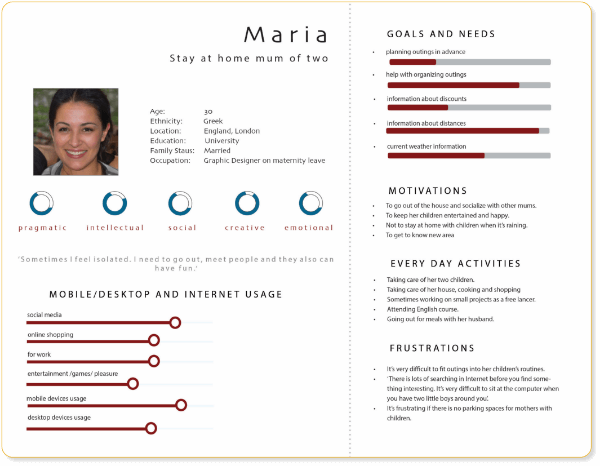 Maria
Stay at home mum of two
Age: 30
Ethnicity: Greek
Location: England, London
Education: University
Family Staus: Married
Occupation: Graphic Designer on maternity leave
pragmatic intellectual social creative emotional
'Sometimes I feel isolated. I need to go out, meet people and they also can
have fun.'
MOBILE/DESKTOP AND INTERNET USAGE
social media
online shopping
for work
entertainment /games/ pleasure
mobile devices usage
desktop devices usage
GOALS AND NEEDS
• planning outings in advance
• help with organizing outings
• information about discounts
• information about distances
• current weather information
MOTIVATIONS
• To go out of the house and socialize with other mums.
• To keep her children entertained and happy.
• Not to stay at home with children when it's raining.
• To get to know new area
EVERY DAY ACTIVITIES
• Taking care of her two children.
• Taking care of her house, cooking and shopping
• Sometimes working on small projects as a free lancer.
• Attending English course.
• Going out for meals with her husband.
FRUSTRATIONS
• It's very difficult to fit outings into her children's routines.
• 'There is lots of searching in Internet before you find some-
thing interesting. It's very difficult to sit at the computer when
you have two little boys around you'.
• It's frustrating if there is no parking spaces for mothers with
children.